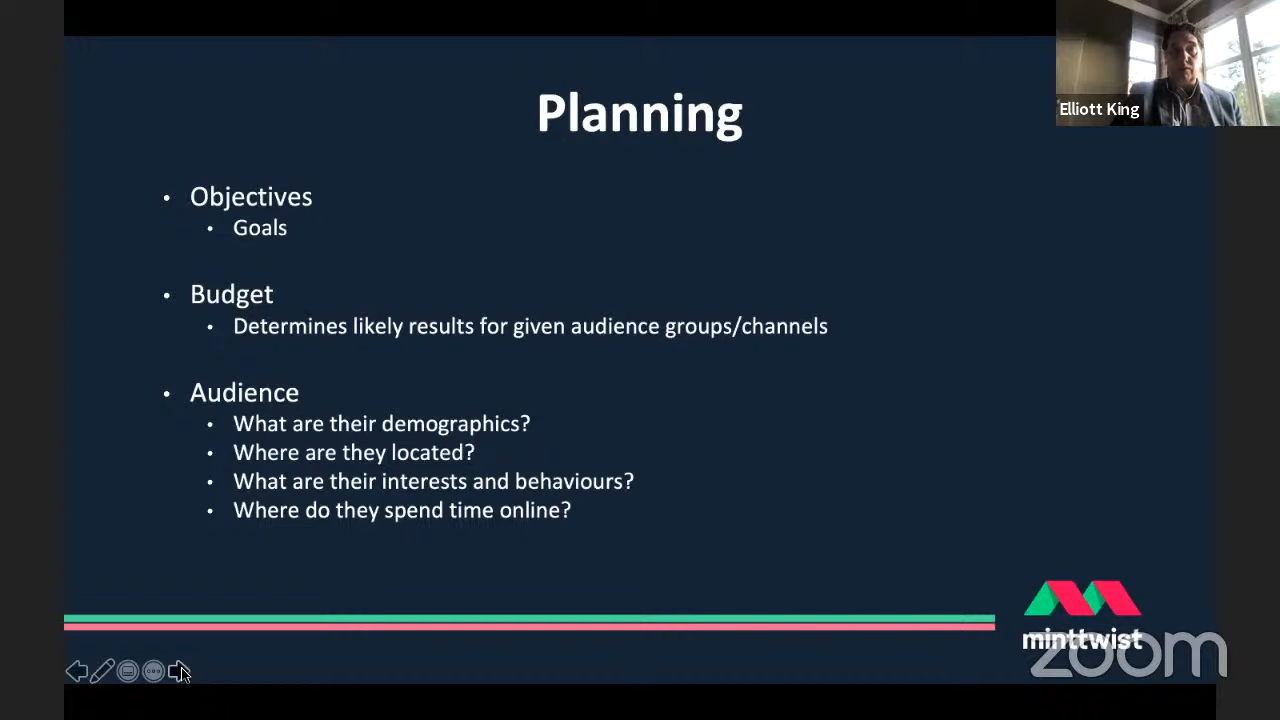 Planning
Elliott King
Objectives
Goals
Budget
Determines likely results for given audience groups/channels
Audience
What are their demographics?
Where are they located?
What are their interests and behaviours?
Where do they spend time online?
minttwist
zoom